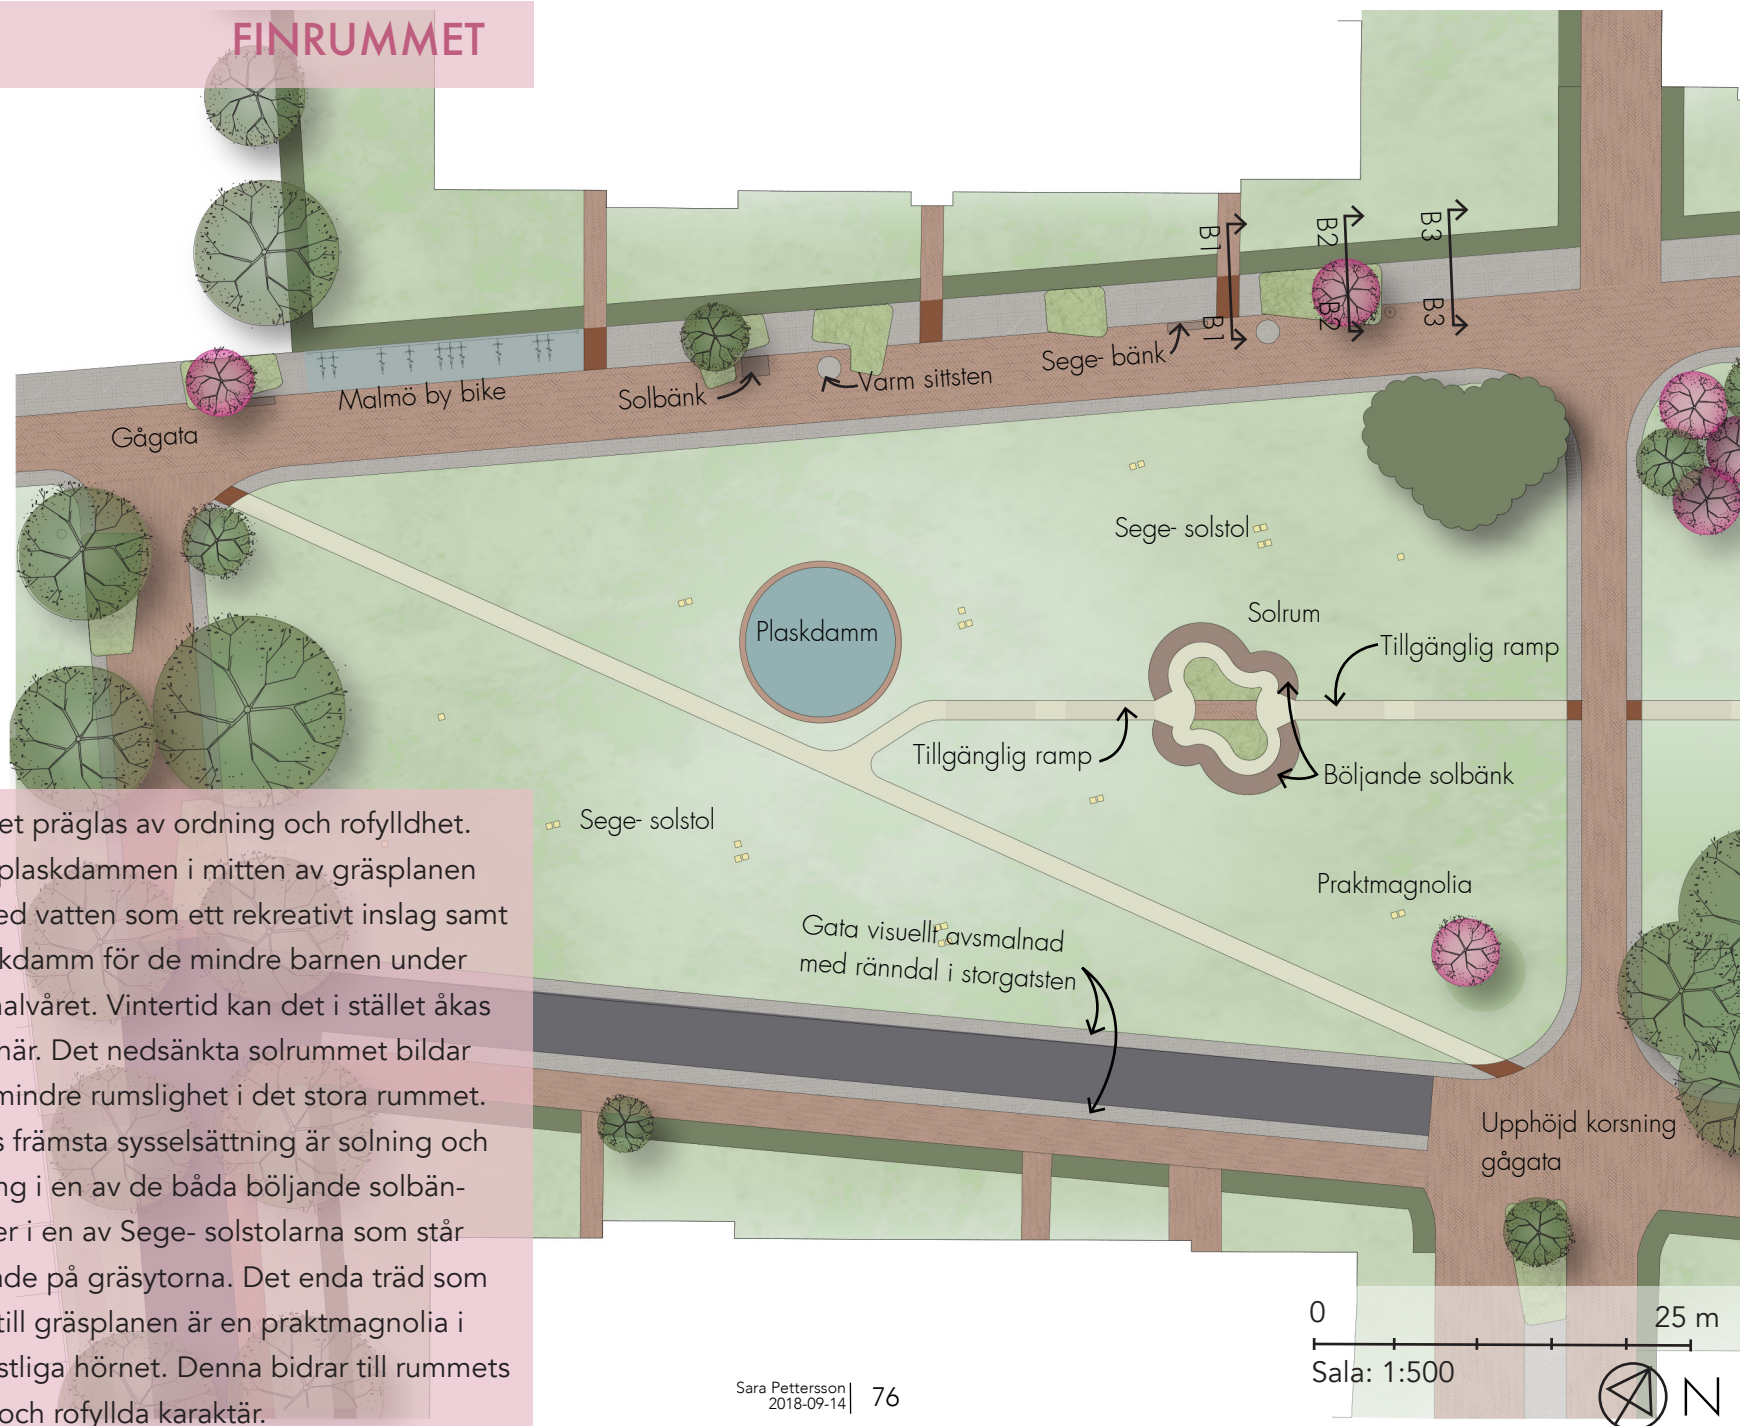 FINRUMMET
B1
B2
B3
B1
B2
B3
Malmö by bike
Solbänk
Varm sittsten
Sege- bänk
Gågata
Sege- solstol
Solrum
Plaskdamm
Tillgänglig ramp
Tillgänglig ramp
Böljande solbänk
Sege- solstol
Praktmagnolia
Gata visuellt avsmalnad
med ränndal i storgatsten
Upphöjd korsning
gågata
et präglas av ordning och rofylldhet.
plaskdammen i mitten av gräsplanen
ed vatten som ett rekreativt inslag samt
kdamm för de mindre barnen under
halvåret. Vintertid kan det i stället åkas
här. Det nedsänkta solrummet bildar
mindre rumslighet i det stora rummet.
s främsta sysselsättning är solning och
ng i en av de båda böljande solbän-
er i en av Sege- solstolarna som står
de på gräsytorna. Det enda träd som
till gräsplanen är en praktmagnolia i
stliga hörnet. Denna bidrar till rummets
och rofyllda karaktär.
0 25 m
Sala: 1:500
N
Sara Pettersson
2018-09-14
76